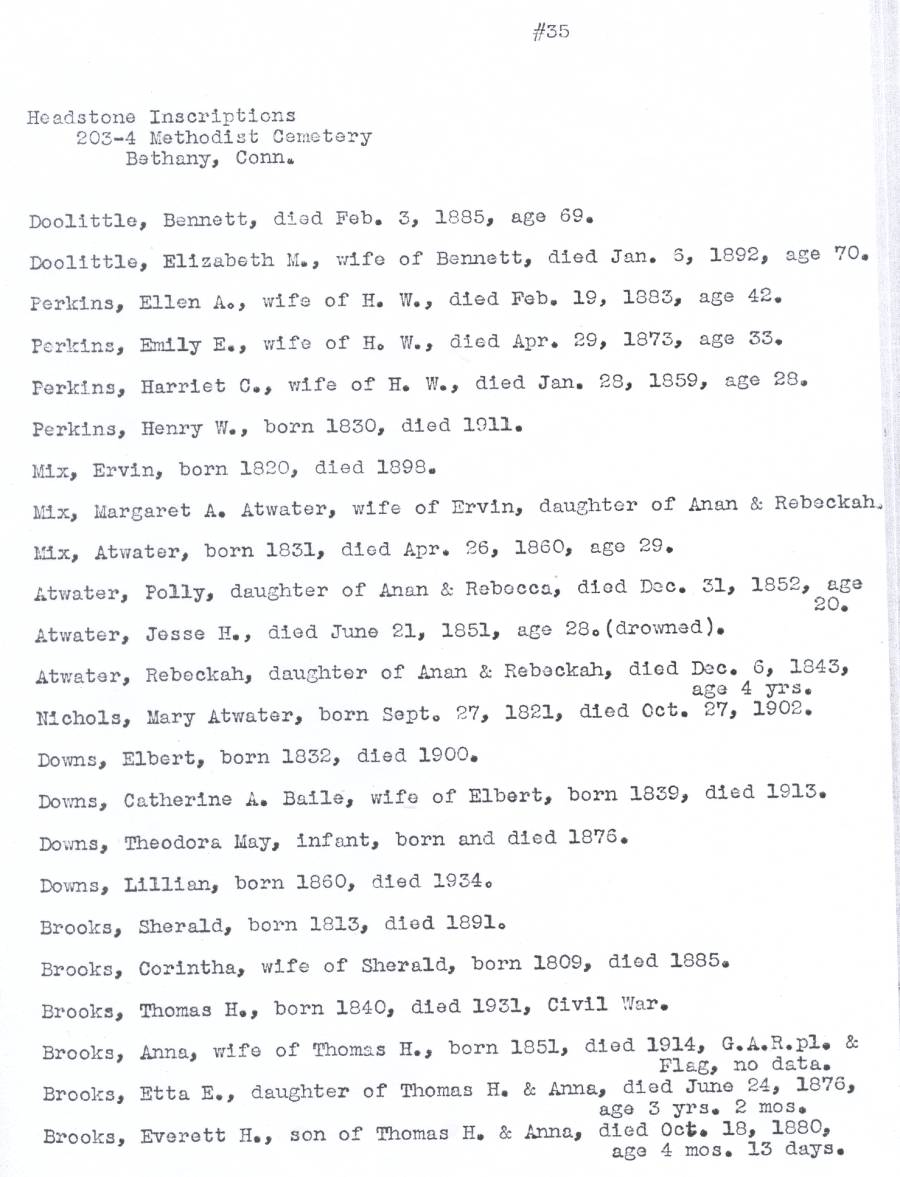 #35
Headstone Inscriptions
203-4 Methodist Cemetery
Bethany, Conn.
Doolittle, Bennett, died Feb. 3, 1885, age 69.
Doolittle, Elizabeth M., wife of Bennett, died Jan. 6, 1892, age 70.
Perkins, Ellen A., wife of H. W., died Feb. 19, 1883, age 42.
Perkins, Emily E., wife of H. W., died Apr. 29, 1873, age 33.
Perkins, Harriet C., wife of H. W., died Jan. 28, 1859, age 28.
Perkins, Henry W., born 1830, died 1911.
Mix, Ervin, born 1820, died 1898.
Mix, Margaret A. Atwater, wife of Ervin, daughter of Anan & Rebeckah.
Mix, Atwater, born 1831, died Apr. 26, 1860, age 29.
Atwater, Polly, daughter of Anan & Rebecca, died Dec. 31, 1852, age
20.
Atwater, Jesse H., died June 21, 1851, age 28.(drowned).
Atwater, Rebeckah, daughter of Anan & Rebeckah, died Dec. 6, 1843,
age 4 yrs.
Nichols, Mary Atwater, born Sept. 27, 1821, died Oct. 27, 1902.
Downs, Elbert, born 1832, died 1900.
Downs, Catherine A. Baile, wife of Elbert, born 1839, died 1913.
Downs, Theodora May, infant, born and died 1876.
Downs, Lillian, born 1860, died 1934.
Brooks, Sherald, born 1813, died 1891.
Brooks, Corintha, wife of Sherald, born 1809, died 1885.
Brooks, Thomas H., born 1840, died 1931, Civil War.
Brooks, Anna, wife of Thomas H., born 1851, died 1914, G.A.R.pl. &
Flag, no data.
Brooks, Etta E., daughter of Thomas H. & Anna, died June 24, 1876,
age 3 yrs. 2 mos.
Brooks, Everett H., son of Thomas H. & Anna, died Oct. 18, 1880,
age 4 mos. 13 days.